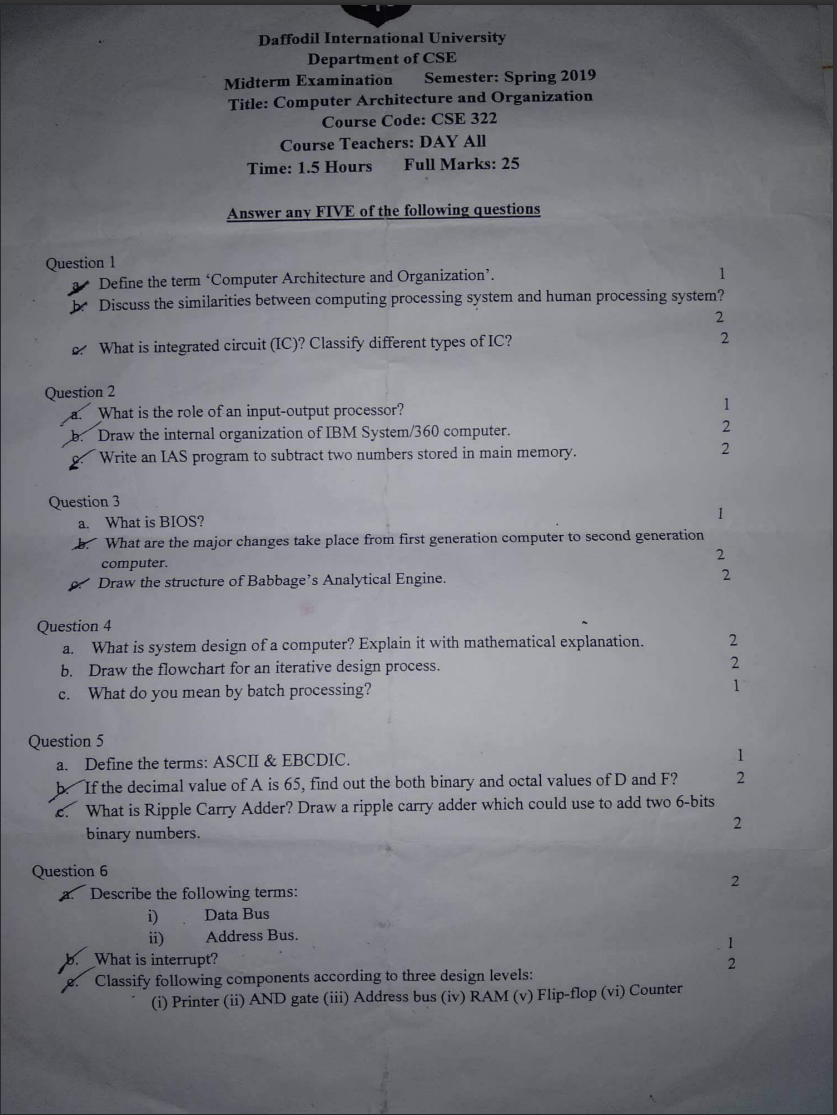 Daffodil International University
Department of CSE
Midterm Examination Semester: Spring 2019
Title: Computer Architecture and Organization
Course Code: CSE 322
Course Teachers: DAY All
Time: 1.5 Hours Full Marks: 25
Answer any FIVE of the following questions
Question 1
a. Define the term ‘Computer Architecture and Organization’. 1
b. Discuss the similarities between computing processing system and human processing system?
2
c. What is integrated circuit (IC)? Classify different types of IC? 2
Question 2
a. What is the role of an input-output processor? 1
b. Draw the internal organization of IBM System/360 computer. 2
c. Write an IAS program to subtract two numbers stored in main memory. 2
Question 3
a. What is BIOS? 1
b. What are the major changes take place from first generation computer to second generation
computer. 2
c. Draw the structure of Babbage’s Analytical Engine. 2
Question 4
a. What is system design of a computer? Explain it with mathematical explanation. 2
b. Draw the flowchart for an iterative design process. 2
c. What do you mean by batch processing? 1
Question 5
a. Define the terms: ASCII & EBCDIC. 1
b. If the decimal value of A is 65, find out the both binary and octal values of D and F? 2
c. What is Ripple Carry Adder? Draw a ripple carry adder which could use to add two 6-bits
binary numbers. 2
Question 6
a. Describe the following terms: 2
i) Data Bus
ii) Address Bus.
b. What is interrupt? 1
c. Classify following components according to three design levels: 2
(i) Printer (ii) AND gate (iii) Address bus (iv) RAM (v) Flip-flop (vi) Counter